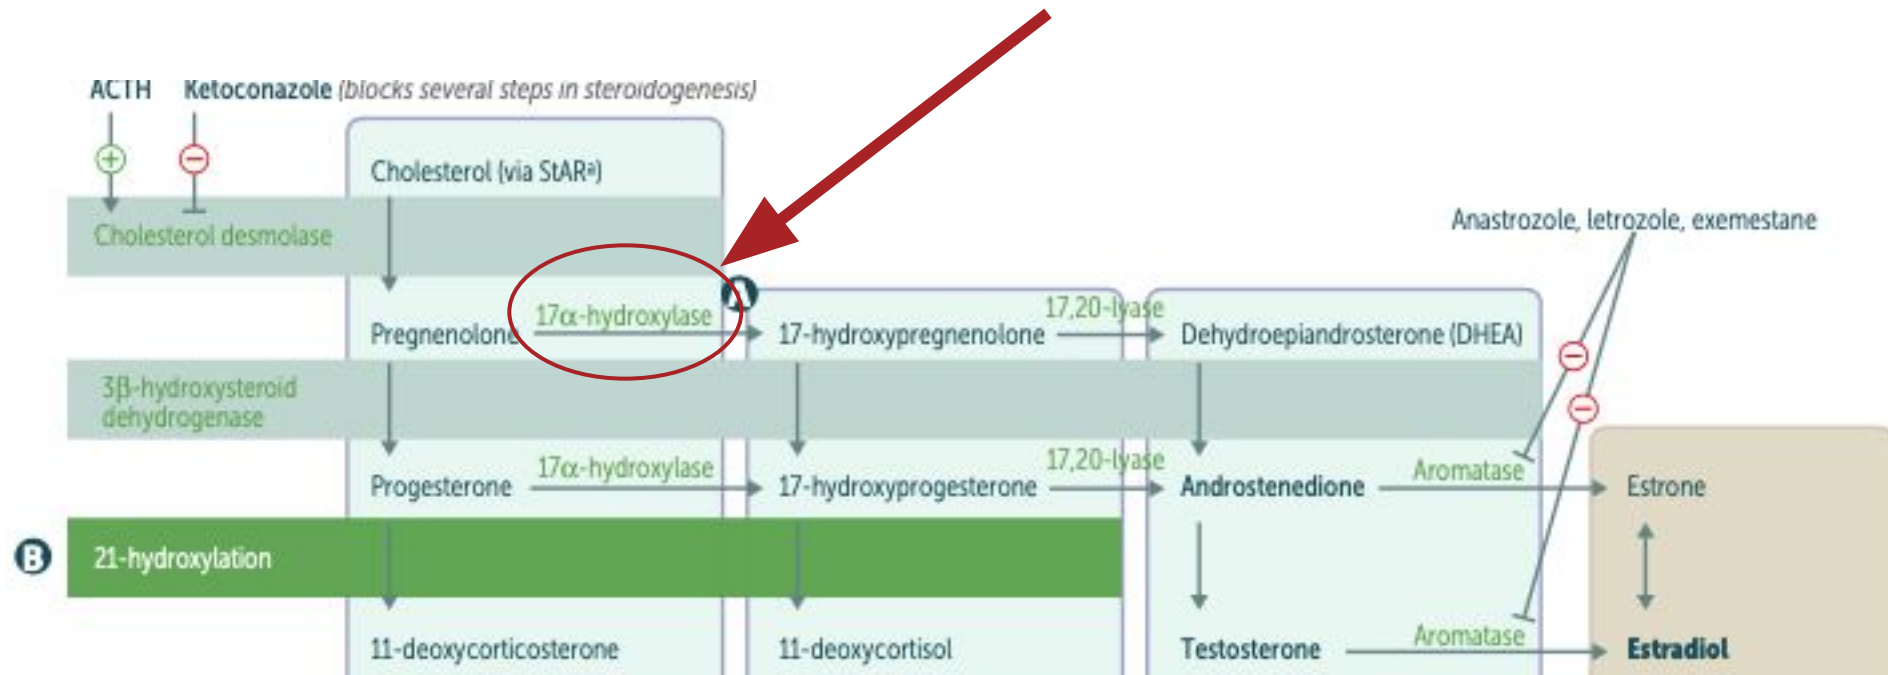 ACTH Ketoconazole (blocks several steps in steroidogenesis)
+ −
Cholesterol (via StARᵃ)
Cholesterol desmolase
Anastrozole, letrozole, exemestane
A
17α-hydroxylase 17,20-lyase
Pregnenolone 17-hydroxypregnenolone Dehydroepiandrosterone (DHEA)
−
3β-hydroxysteroid
dehydrogenase
−
17α-hydroxylase 17,20-lyase Aromatase
Progesterone 17-hydroxyprogesterone Androstenedione Estrone
B 21-hydroxylation
Aromatase
11-deoxycorticosterone 11-deoxycortisol Testosterone Estradiol